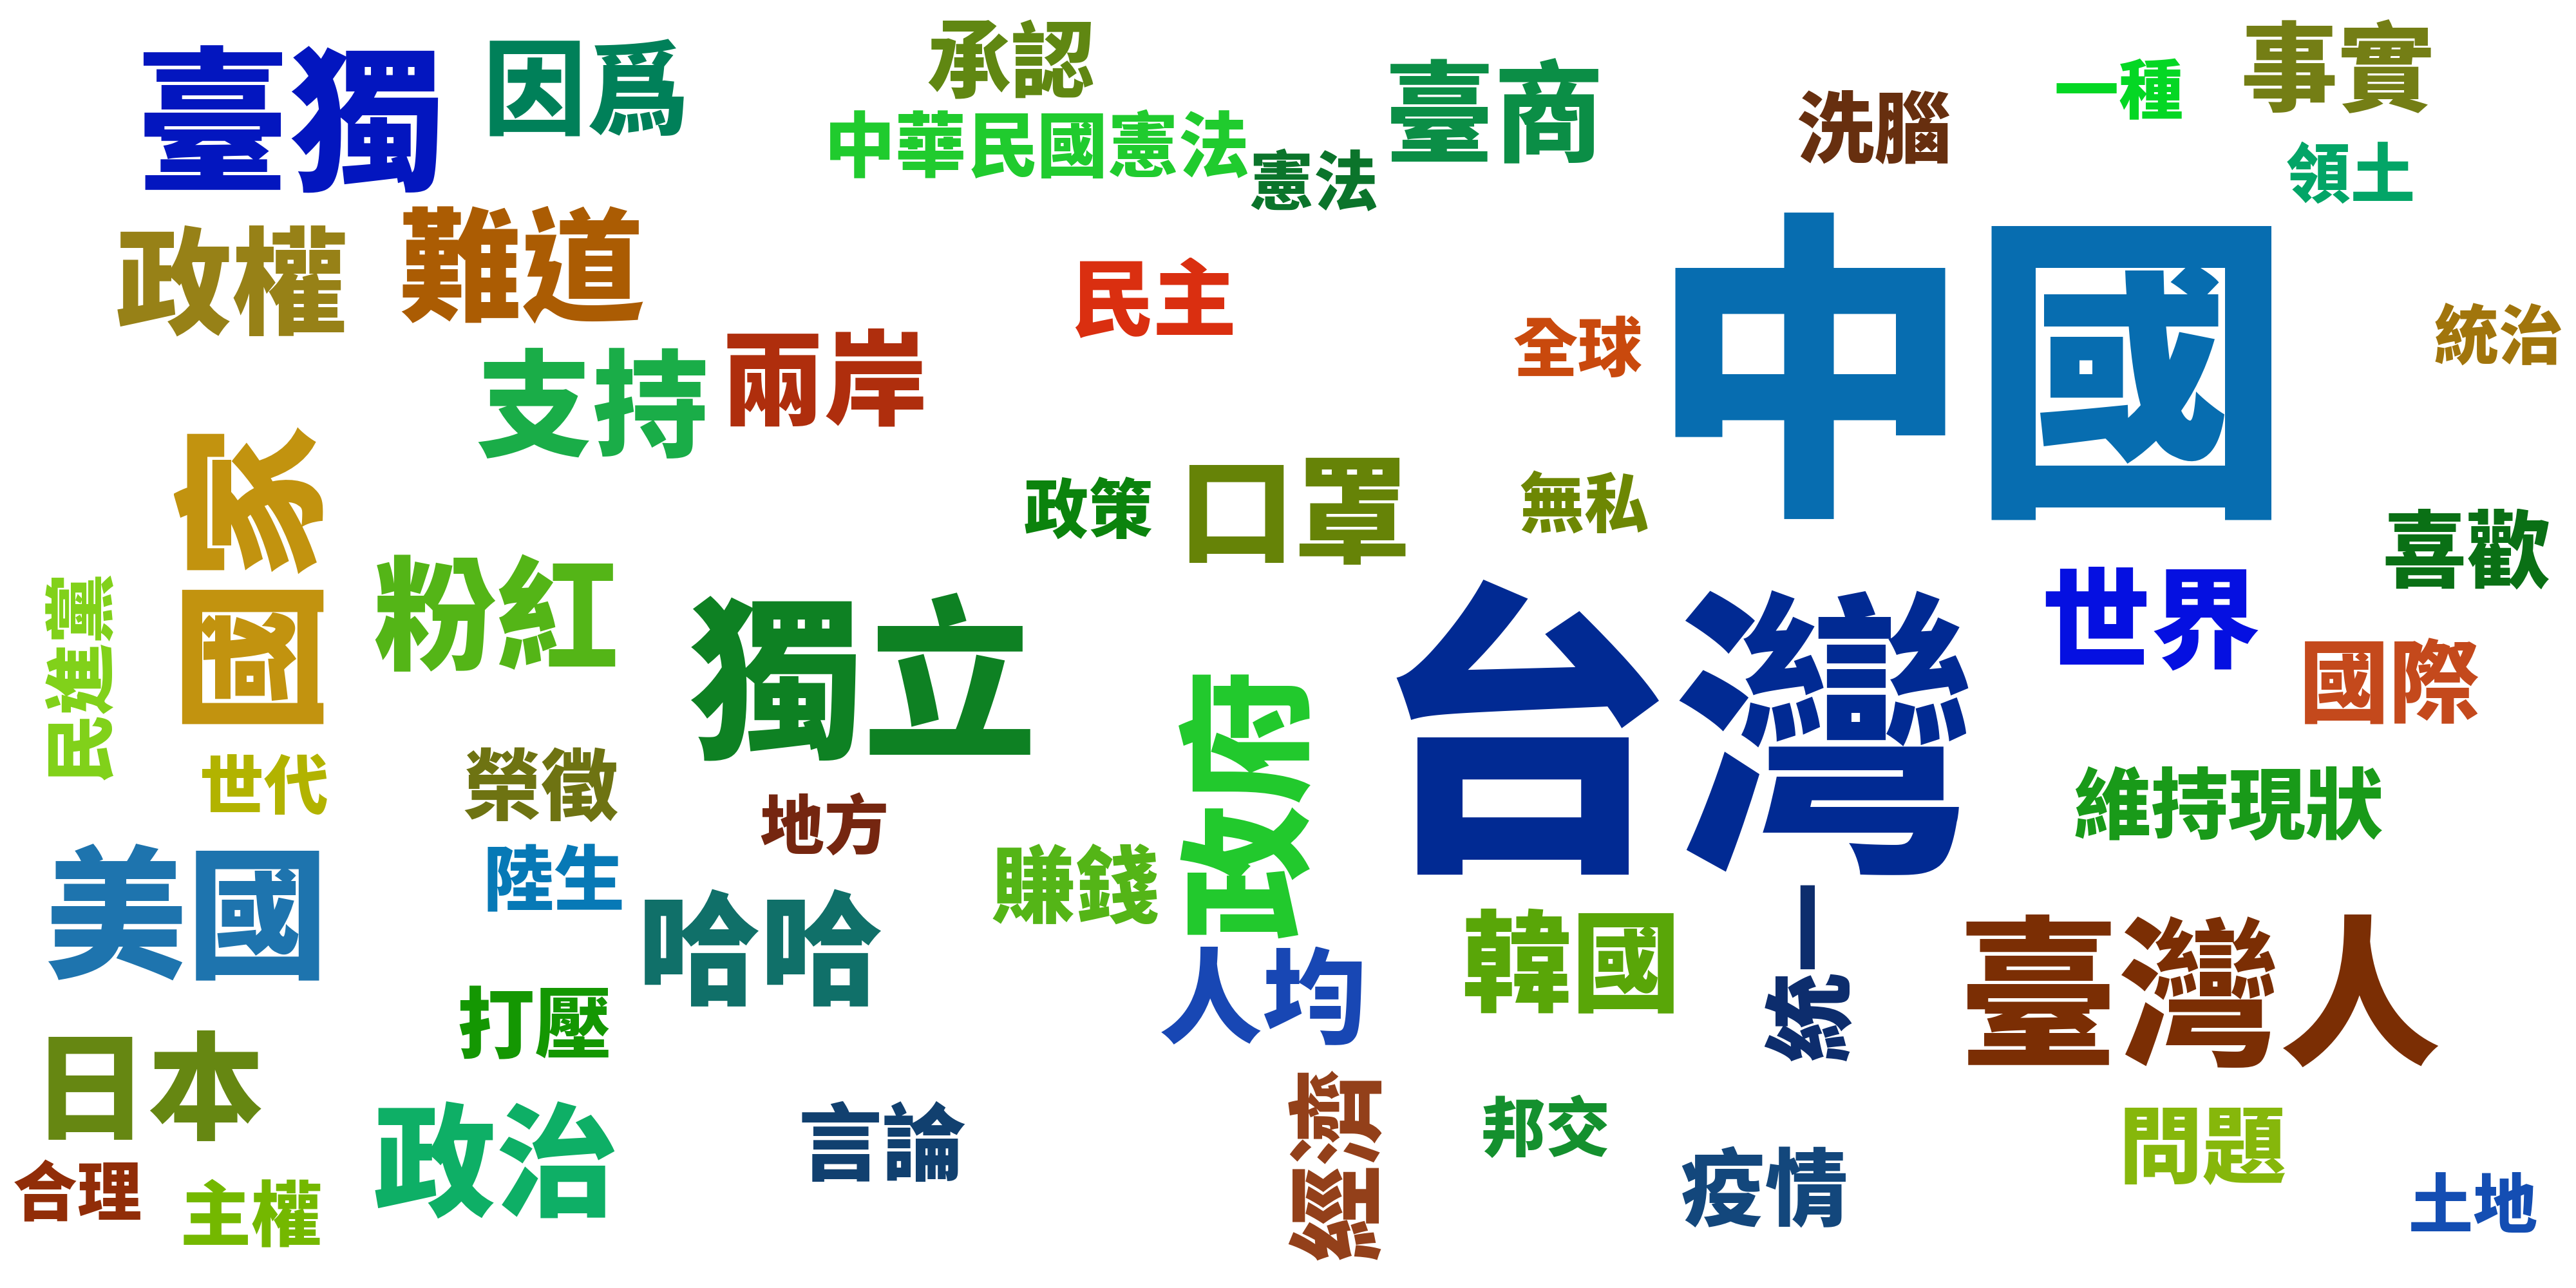 臺獨
因爲
承認
中華民國憲法
憲法
臺商
洗腦
一種
事實
領土
政權
難道
支持
兩岸
民主
全球
中國
統治
國家
民進黨
粉紅
獨立
政策
口罩
無私
喜歡
世界
國際
世代
榮徵
地方
政府
台灣
維持現狀
美國
陸生
哈哈
賺錢
人均
韓國
統一
臺灣人
打壓
日本
政治
言論
經濟
邦交
疫情
問題
土地
合理
主權